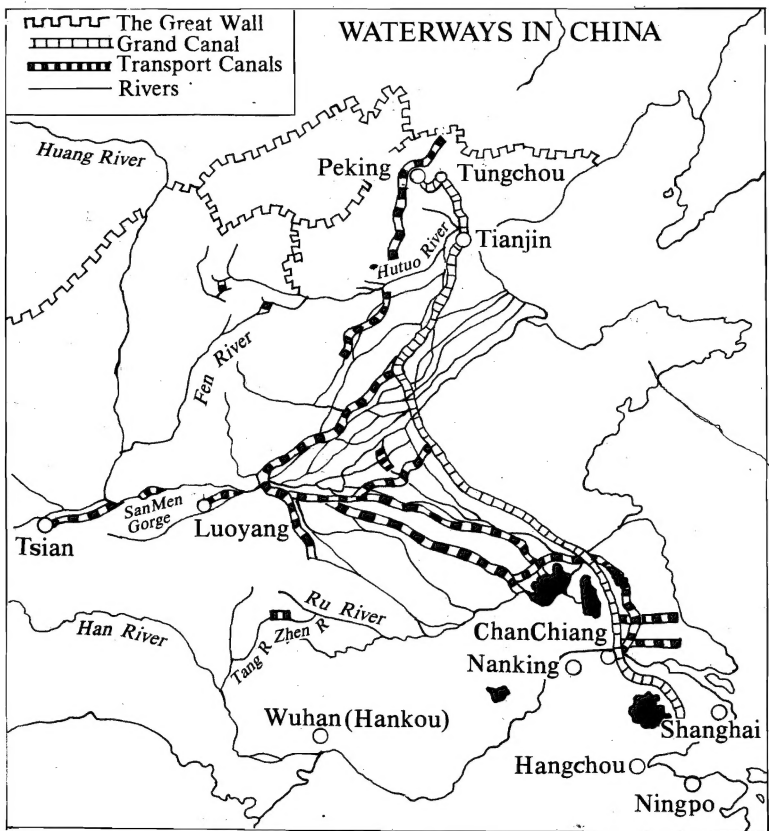 The Great Wall
Grand Canal
Transport Canals
Rivers
WATERWAYS IN CHINA
Huang River
Peking
Tungchou
Tianjin
Hutuo River
Fen River
SanMen
Gorge
Luoyang
Tsian
Ru River
Zhen R
Tang R
Han River
ChanChiang
Nanking
Wuhan (Hankou)
Shanghai
Hangchou
Ningpo